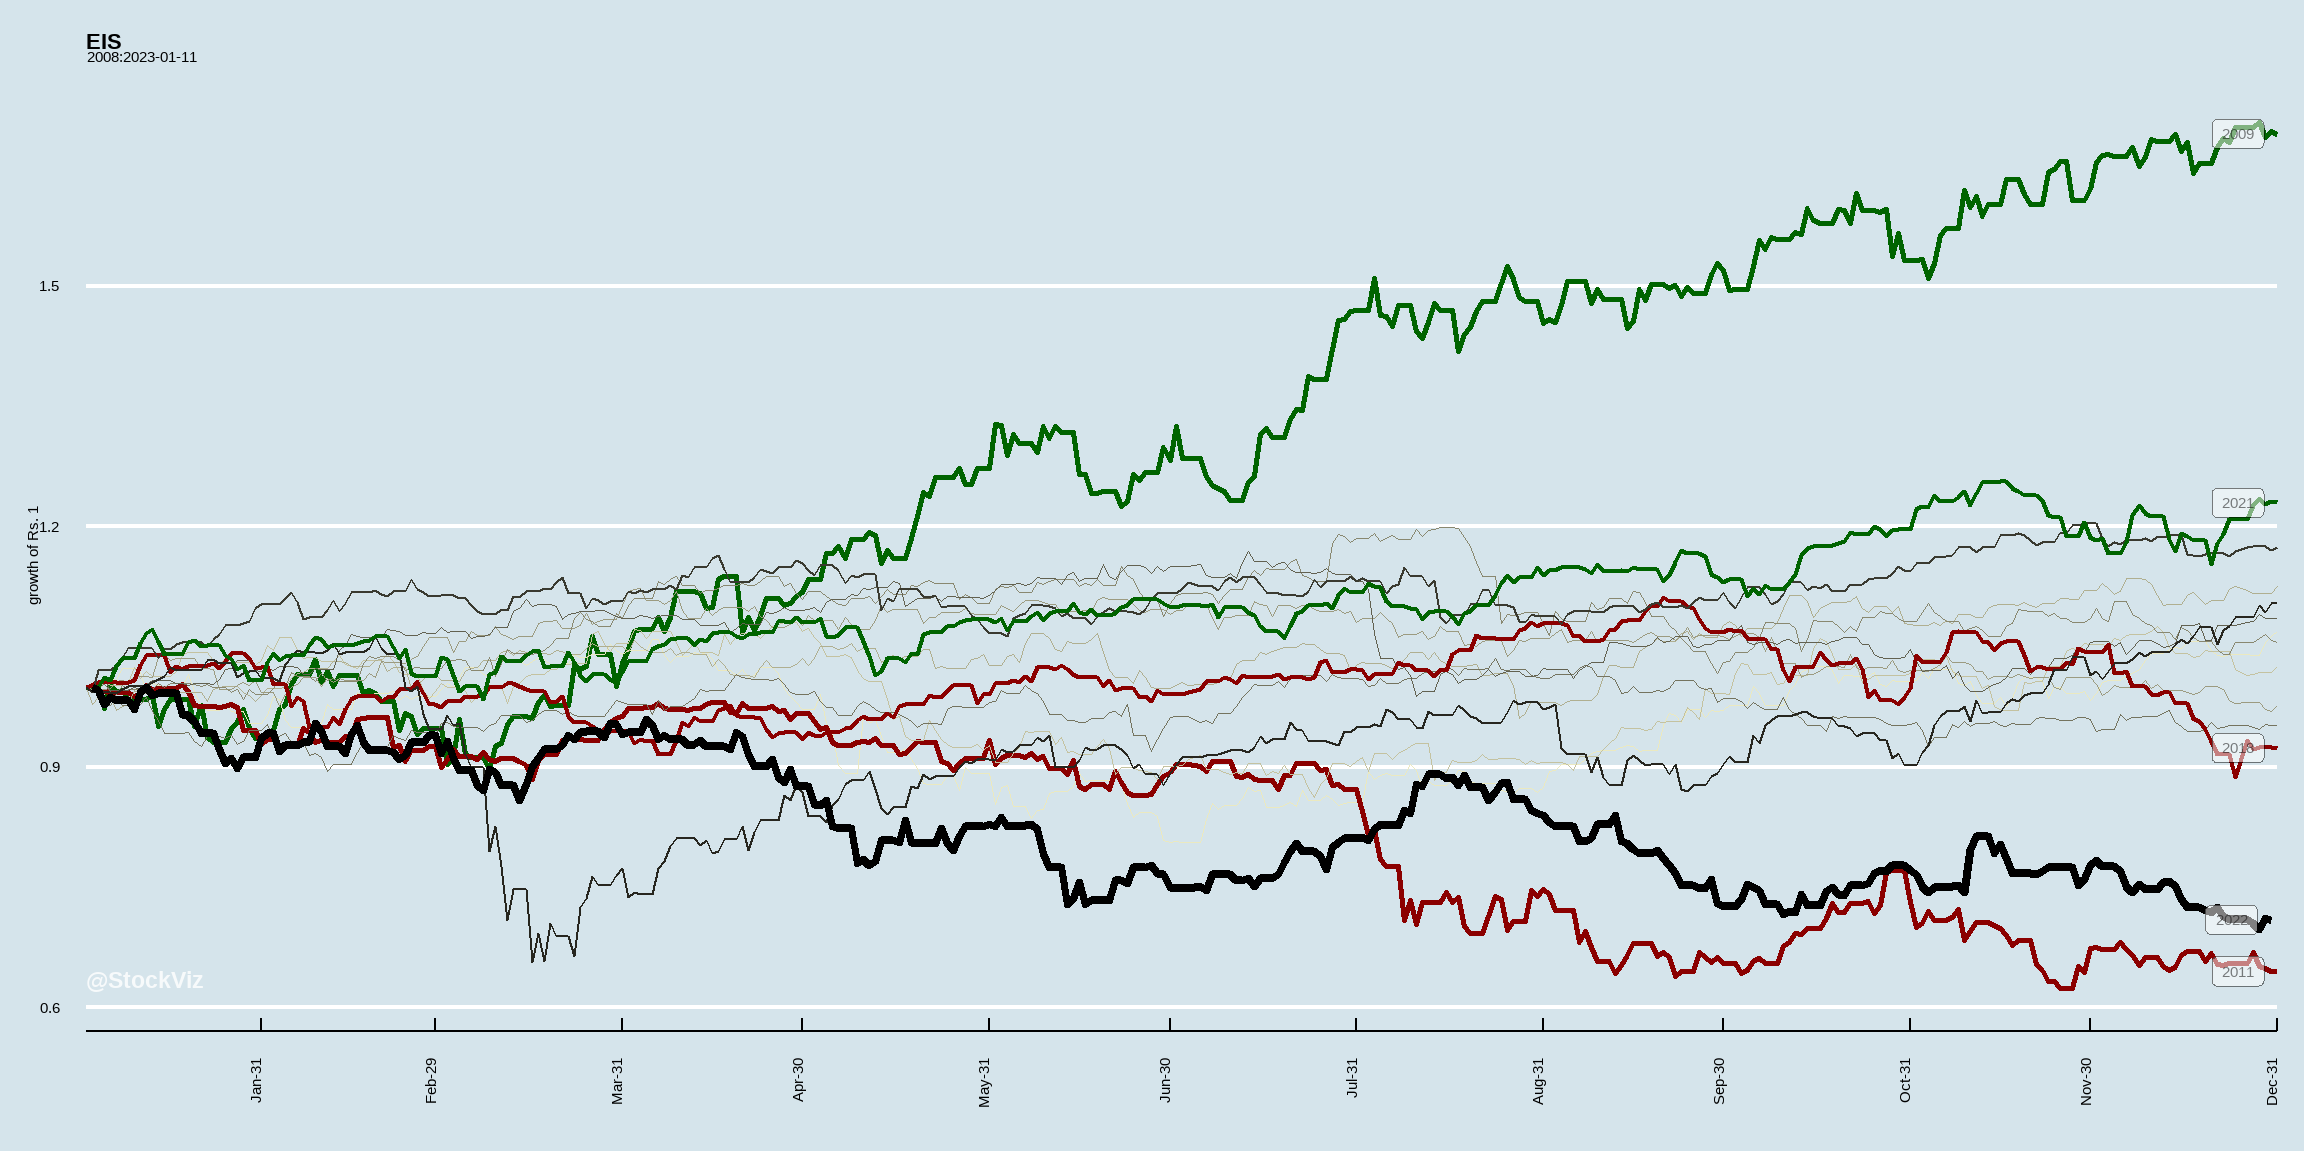 EIS
2008:2023-01-11
growth of Rs. 1
1.5
1.2
0.9
0.6
2009
2021
2018
2022
2011
@StockViz
Jan-31
Feb-29
Mar-31
Apr-30
May-31
Jun-30
Jul-31
Aug-31
Sep-30
Oct-31
Nov-30
Dec-31